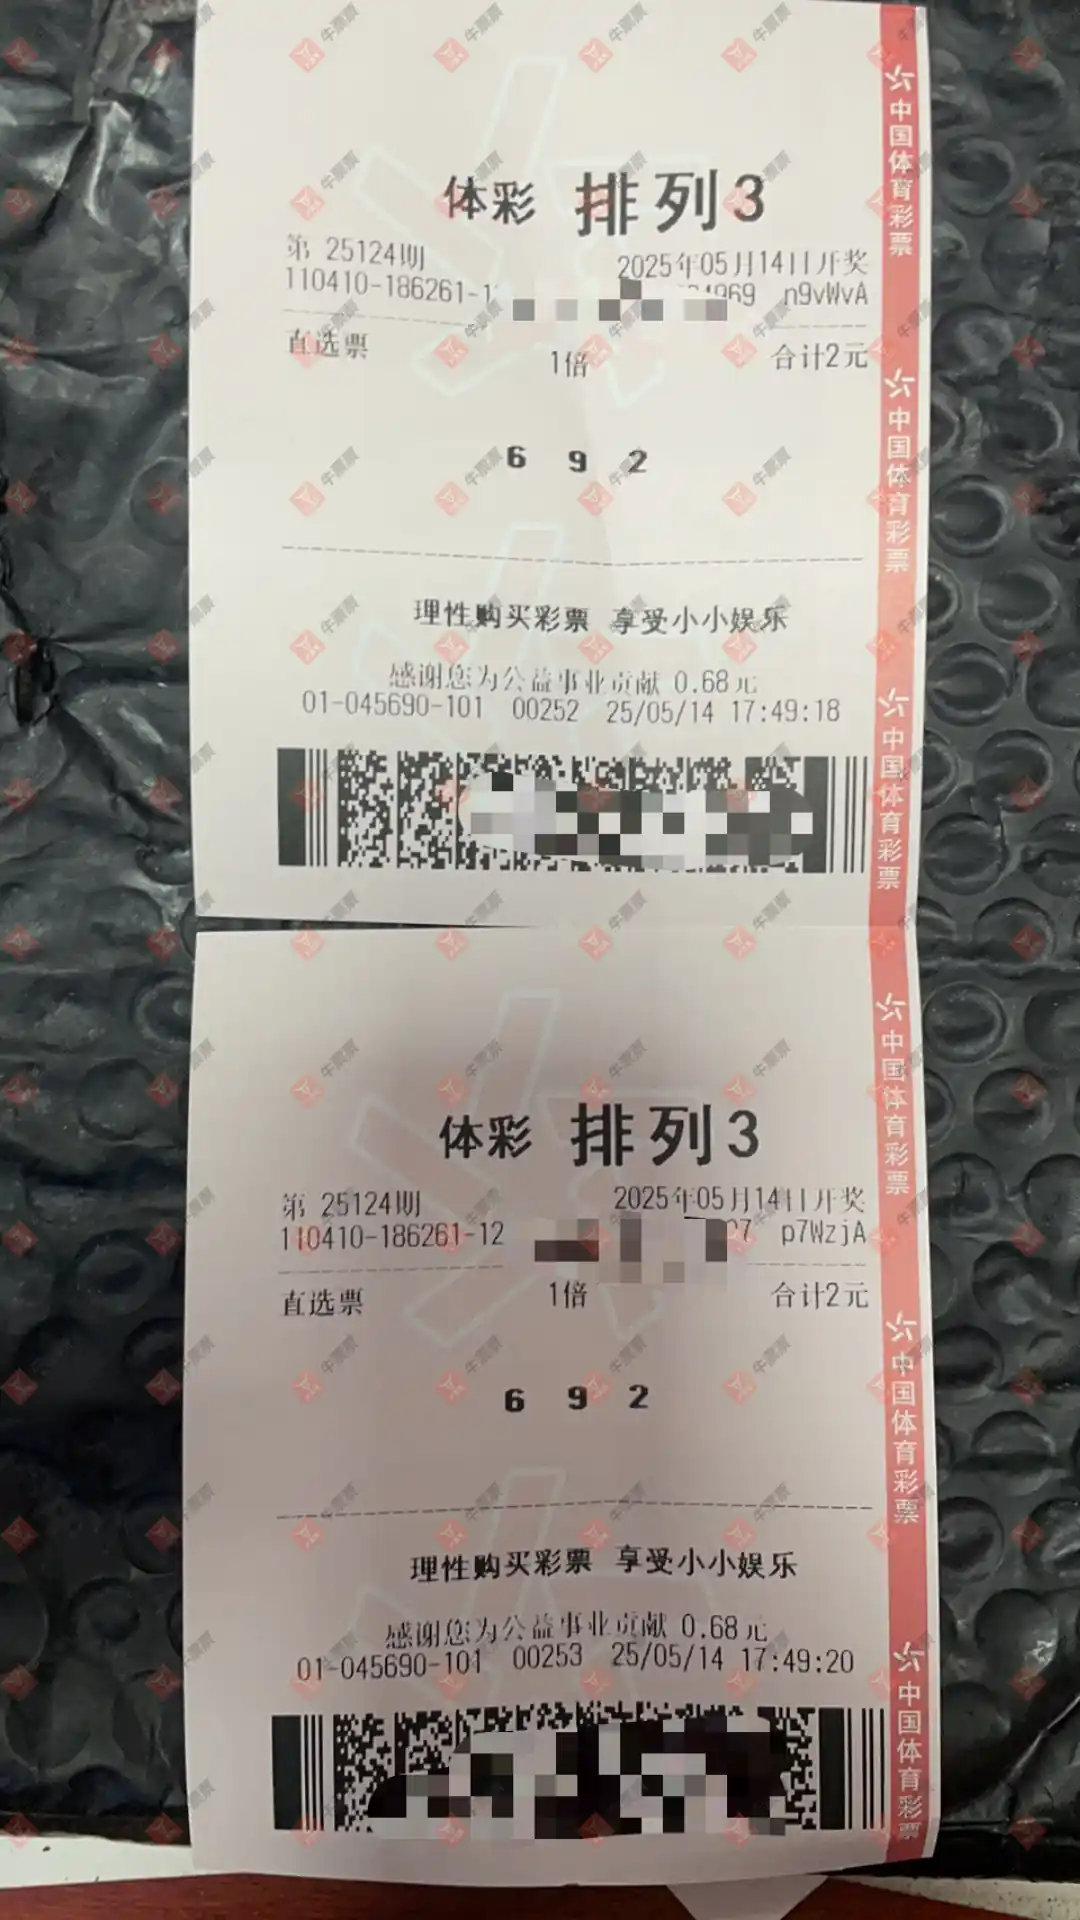 体彩 排列3
第 25124期 2025年05月14日开奖
110410-186261-1 34969 n9vWvA
直选票 1倍 合计2元
6 9 2
理性购买彩票 享受小小娱乐
感谢您为公益事业贡献 0.68元
01-045690-101 00252 25/05/14 17:49:18
中国体育彩票
中国体育彩票
中国体育彩票
体彩 排列3
第 25124期 2025年05月14日开奖
110410-186261-12 07 p7WzjA
直选票 1倍 合计2元
6 9 2
理性购买彩票 享受小小娱乐
感谢您为公益事业贡献 0.68元
01-045690-101 00253 25/05/14 17:49:20
中国体育彩票
中国体育彩票
中国体育彩票
牛票票